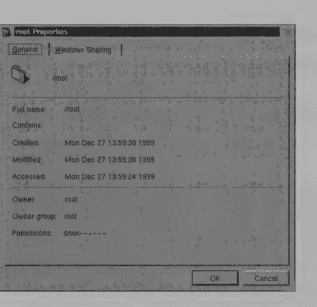 root Properties
General Windows Sharing
/root
Full name: /root
Contains:
Created: Mon Dec 27 13:59:30 1999
Modified: Mon Dec 27 13:59:30 1999
Accessed: Mon Dec 27 13:59:24 1999
Owner: root
Owner group: root
Permissions: drwx------
OK Cancel